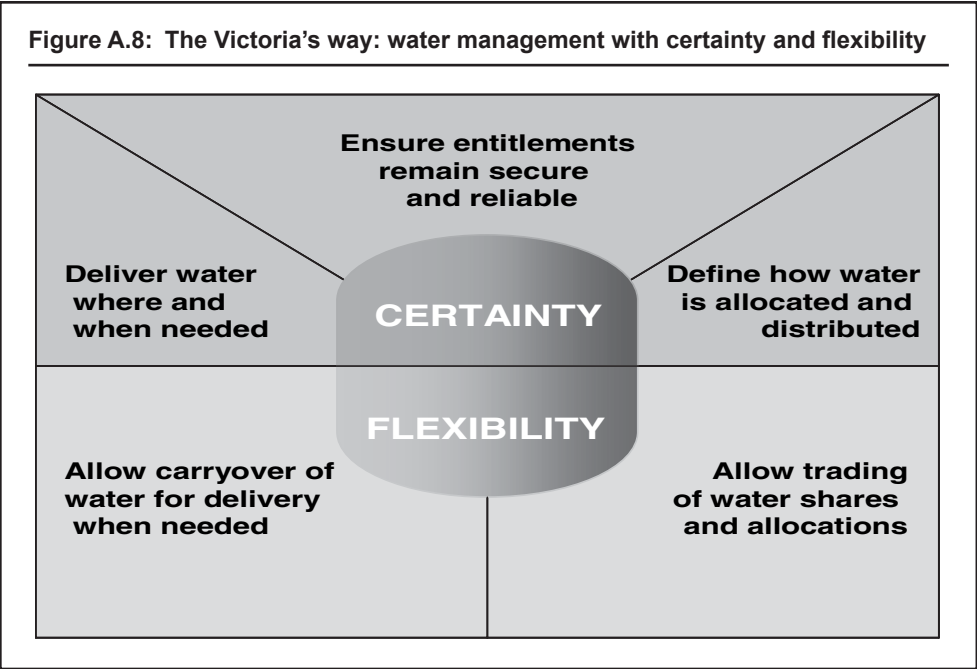 Figure A.8: The Victoria’s way: water management with certainty and flexibility
Ensure entitlements
remain secure
and reliable
Deliver water
where and
when needed
CERTAINTY
Define how water
is allocated and
distributed
FLEXIBILITY
Allow carryover of
water for delivery
when needed
Allow trading
of water shares
and allocations